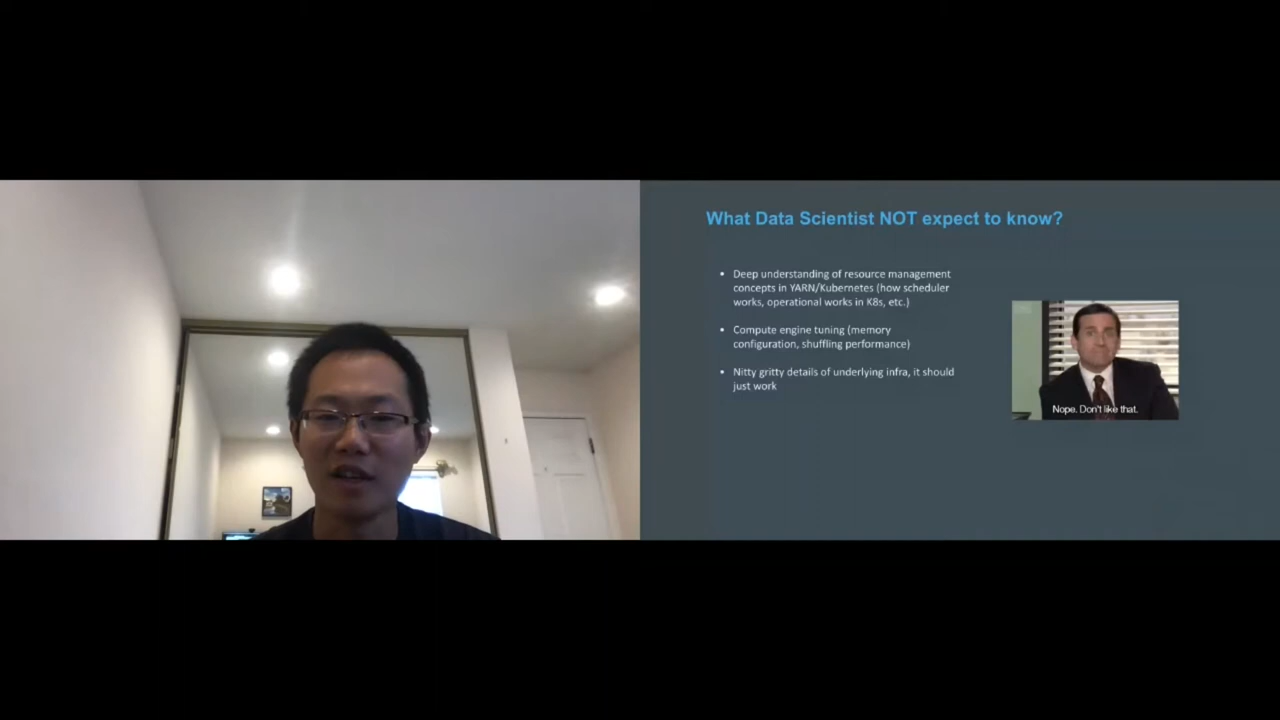 What Data Scientist NOT expect to know?
• Deep understanding of resource management
concepts in YARN/Kubernetes (how scheduler
works, operational works in K8s, etc.)
• Compute engine tuning (memory
configuration, shuffling performance)
• Nitty gritty details of underlying infra, it should
just work
Nope. Don't like that.